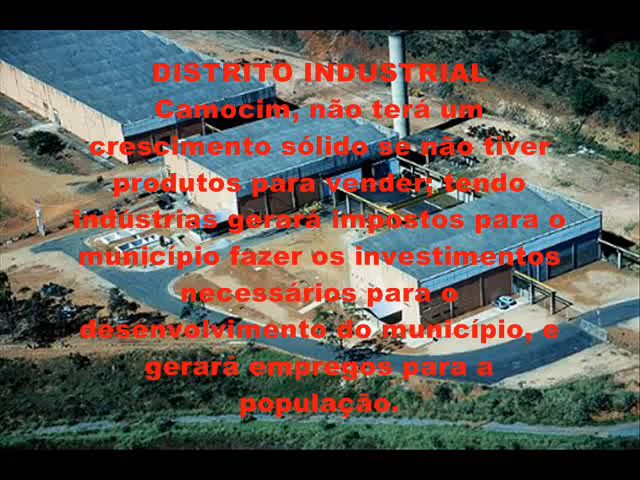 DISTRITO INDUSTRIAL
Camocim, não terá um
crescimento sólido se não tiver
produtos para vender; tendo
indústrias gerará impostos para o
município fazer os investimentos
necessários para o
desenvolvimento do município, e
gerará empregos para a
população.